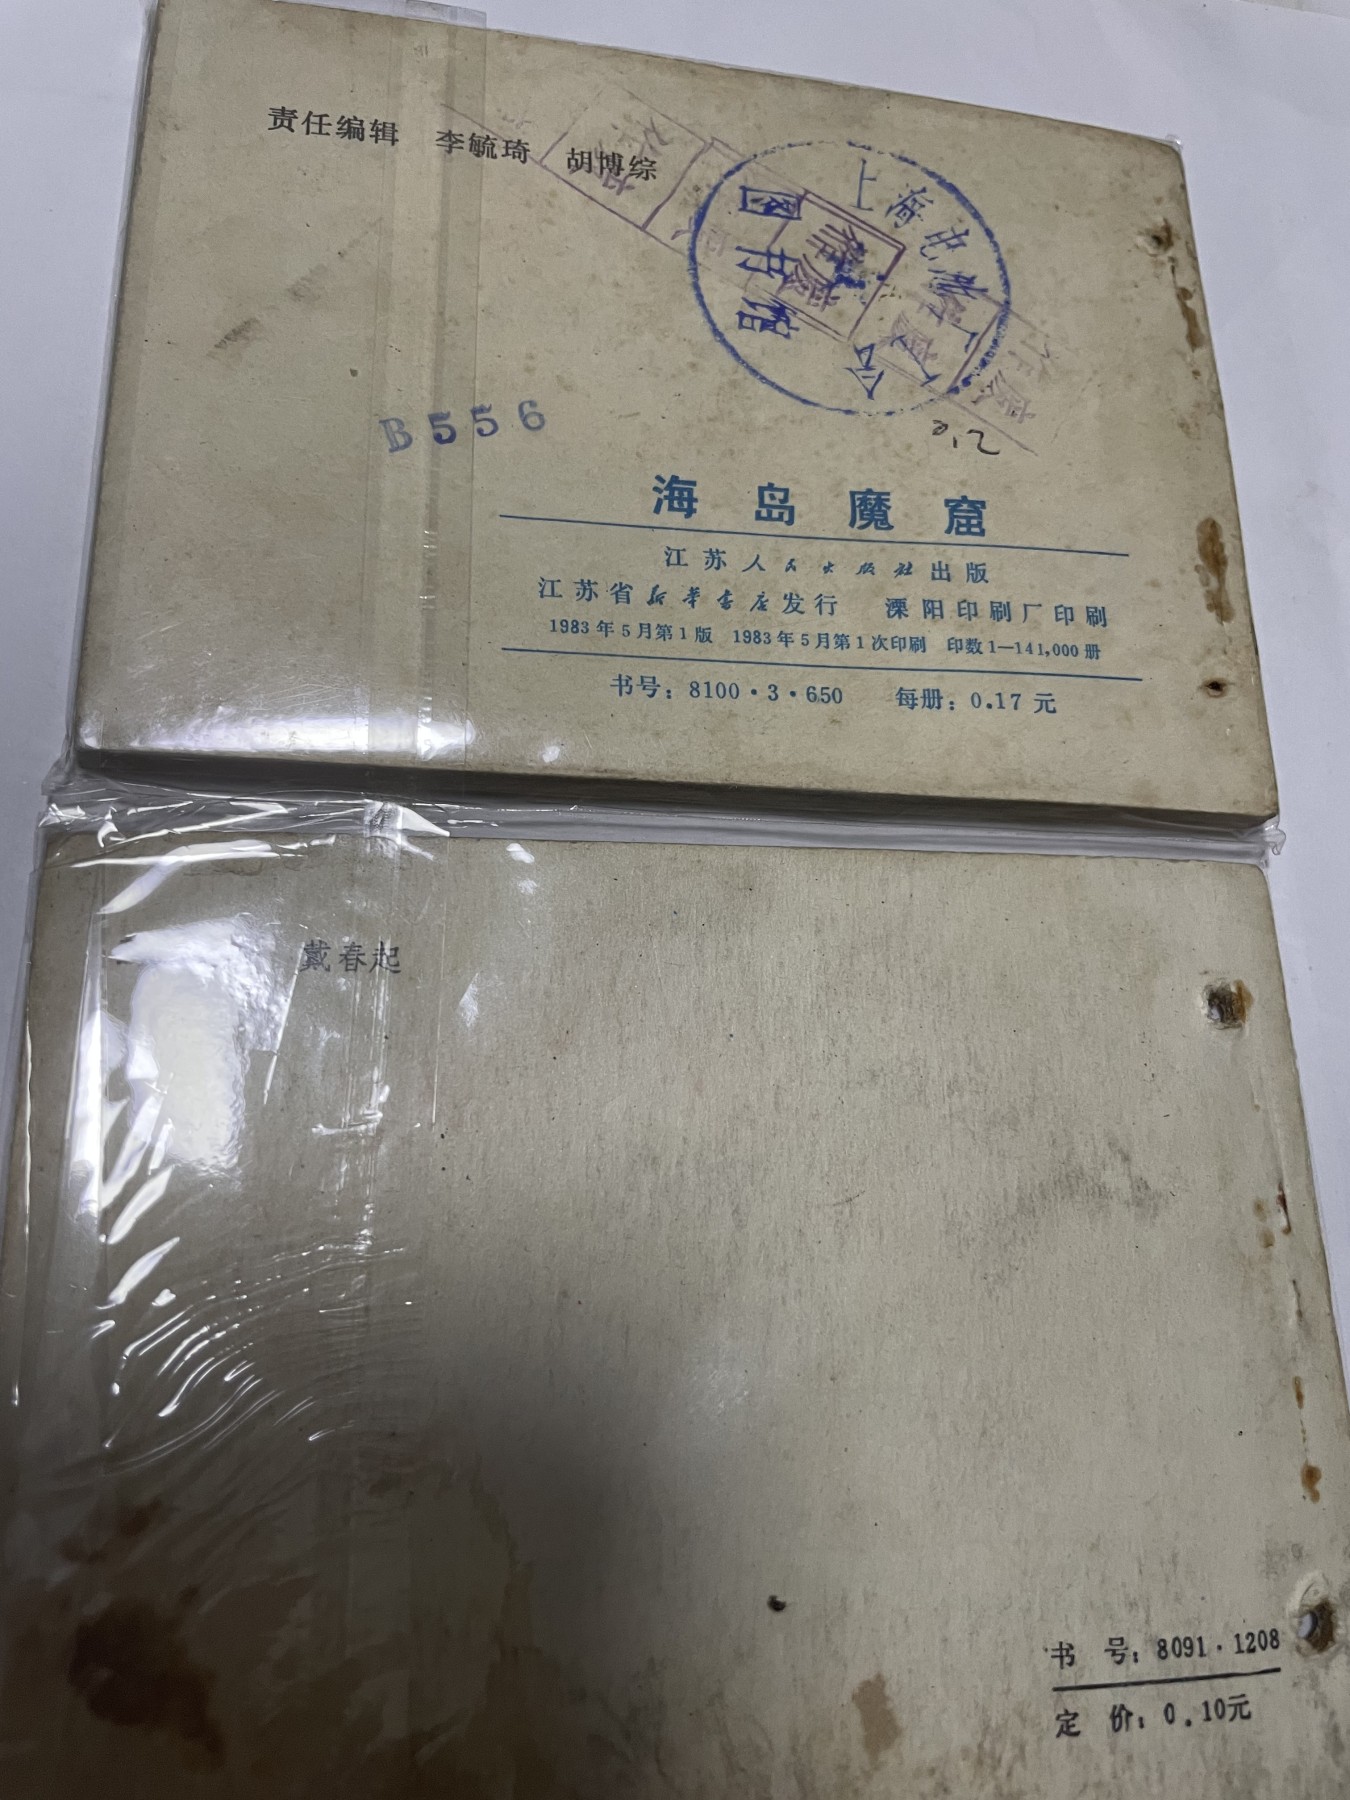 责任编辑 李毓琦 胡博综
上海电影厂工会
图书馆
B556
0.12
海岛魔窟
江苏人民出版社出版
江苏省新华书店发行 溧阳印刷厂印刷
1983年5月第1版 1983年5月第1次印刷 印数1—141,000册
书号：8100·3·650 每册：0.17元
戴春起
书 号：8091·1208
定 价：0.10元